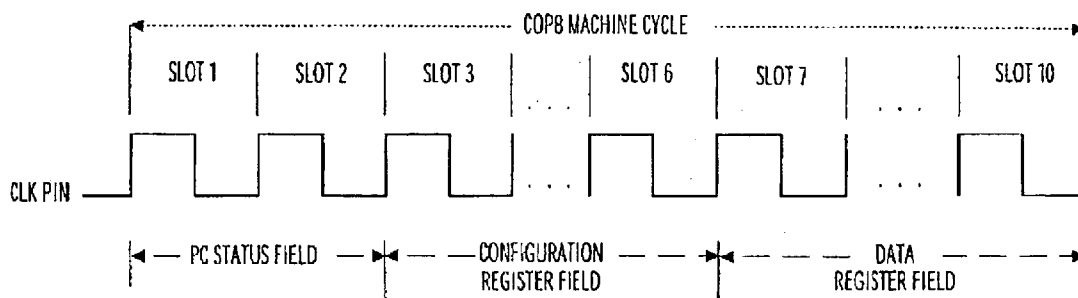 COP8 MACHINE CYCLE
SLOT 1 SLOT 2 SLOT 3 . . . SLOT 6 SLOT 7 . . . SLOT 10
CLK PIN . . . . . .
PC STATUS FIELD CONFIGURATION REGISTER FIELD DATA REGISTER FIELD